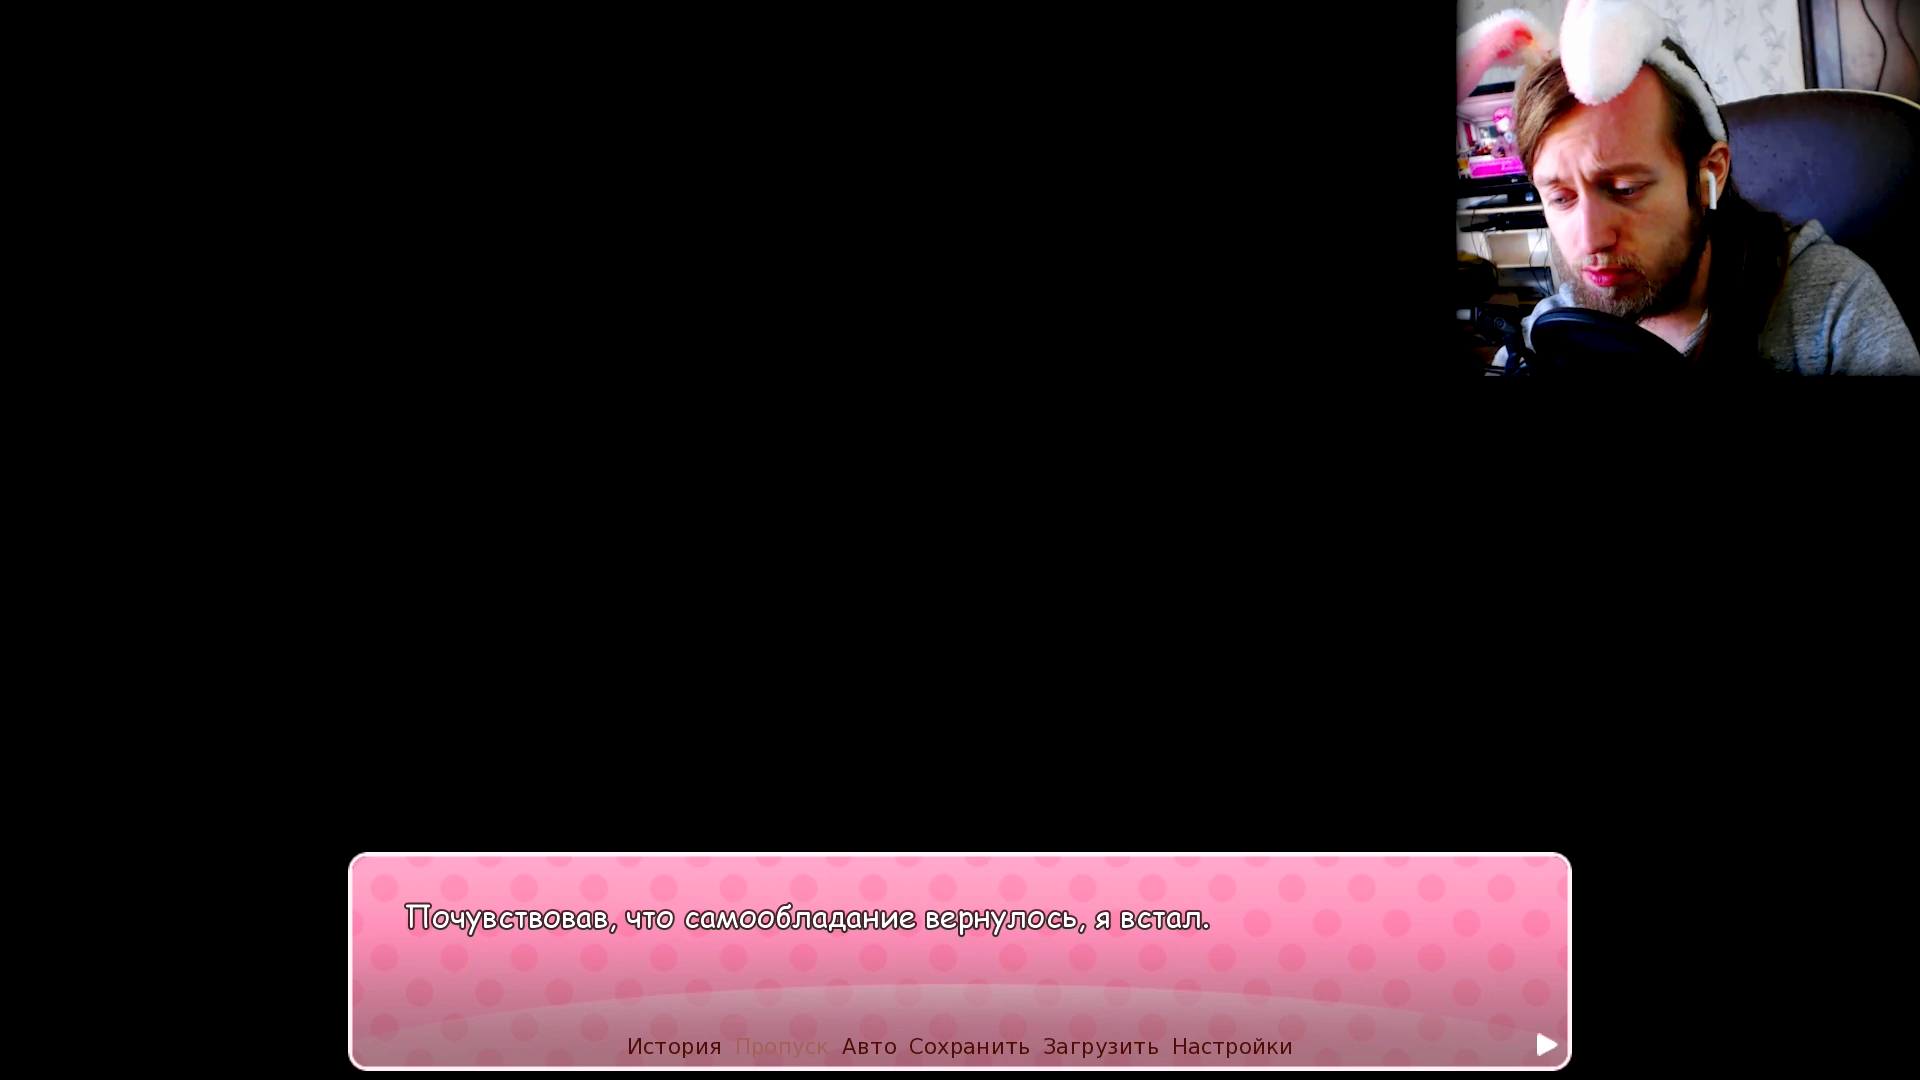 Почувствовав, что самообладание вернулось, я встал.
История Пропуск Авто Сохранить Загрузить Настройки